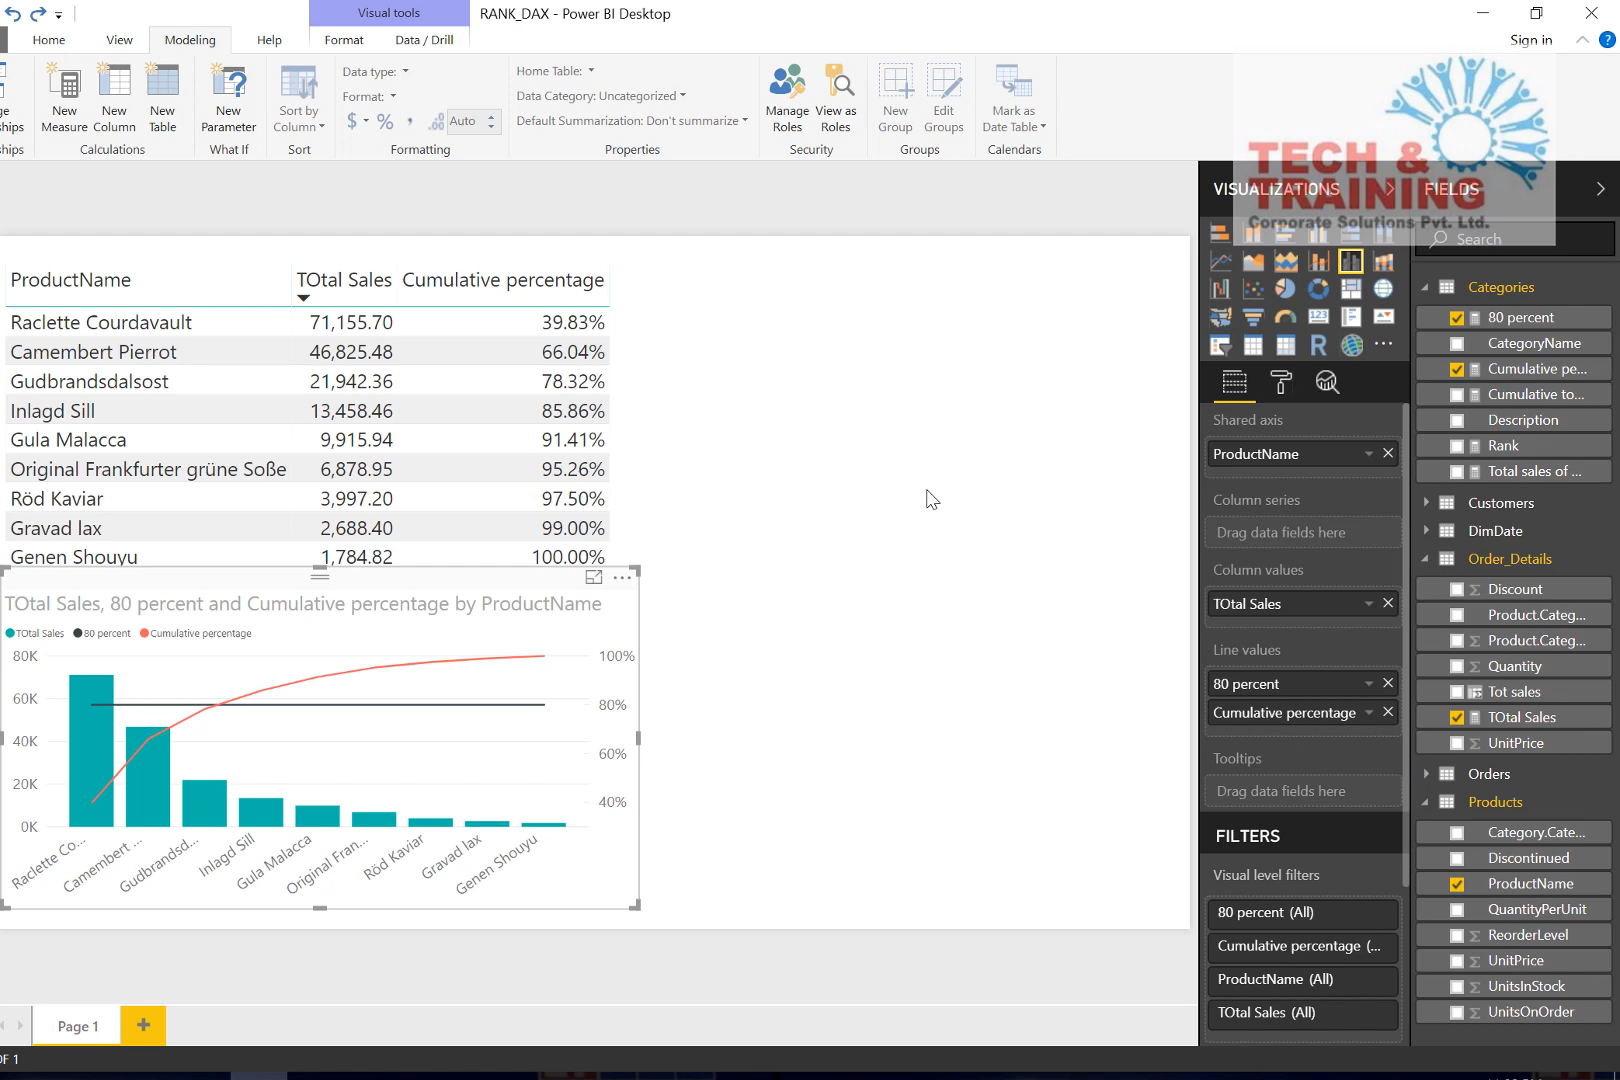 Visual tools
RANK_DAX - Power BI Desktop
Home View Modeling Help Format Data / Drill
Sign in
?
New Measure
New Column
New Table
Calculations
New Parameter
What If
Sort by Column
Sort
Data type:
Format:
$ % , Auto
Formatting
Home Table:
Data Category: Uncategorized
Default Summarization: Don't summarize
Properties
Manage Roles
View as Roles
Security
New Group
Edit Groups
Groups
Mark as Date Table
Calendars
TECH &
TRAINING
Corporate Solutions Pvt. Ltd.
ProductName TOtal Sales Cumulative percentage
Raclette Courdavault 71,155.70 39.83%
Camembert Pierrot 46,825.48 66.04%
Gudbrandsdalsost 21,942.36 78.32%
Inlagd Sill 13,458.46 85.86%
Gula Malacca 9,915.94 91.41%
Original Frankfurter grüne Soße 6,878.95 95.26%
Röd Kaviar 3,997.20 97.50%
Gravad lax 2,688.40 99.00%
Genen Shouyu 1,784.82 100.00%
TOtal Sales, 80 percent and Cumulative percentage by ProductName
TOtal Sales 80 percent Cumulative percentage
80K 100%
60K 80%
40K 60%
20K 40%
0K
Raclette Co...
Camembert ...
Gudbrandsd...
Inlagd Sill
Gula Malacca
Original Fran...
Röd Kaviar
Gravad lax
Genen Shouyu
Page 1
OF 1
VISUALIZATIONS
123
R
Shared axis
ProductName
Column series
Drag data fields here
Column values
TOtal Sales
Line values
80 percent
Cumulative percentage
Tooltips
Drag data fields here
FILTERS
Visual level filters
80 percent (All)
Cumulative percentage (...
ProductName (All)
TOtal Sales (All)
FIELDS
Search
Categories
80 percent
CategoryName
Cumulative pe...
Cumulative to...
Description
Rank
Total sales of ...
Customers
DimDate
Order_Details
Discount
Product.Categ...
Product.Categ...
Quantity
Tot sales
TOtal Sales
UnitPrice
Orders
Products
Category.Cate...
Discontinued
ProductName
QuantityPerUnit
ReorderLevel
UnitPrice
UnitsInStock
UnitsOnOrder